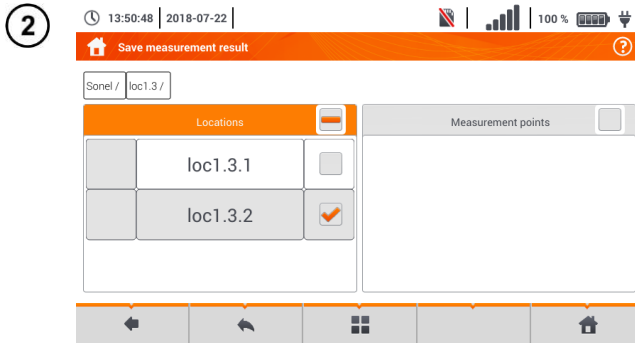 2
13:50:48 2018-07-22 100 %
Save measurement result ?
Sonel / loc1.3 /
Locations Measurement points
loc1.3.1
loc1.3.2